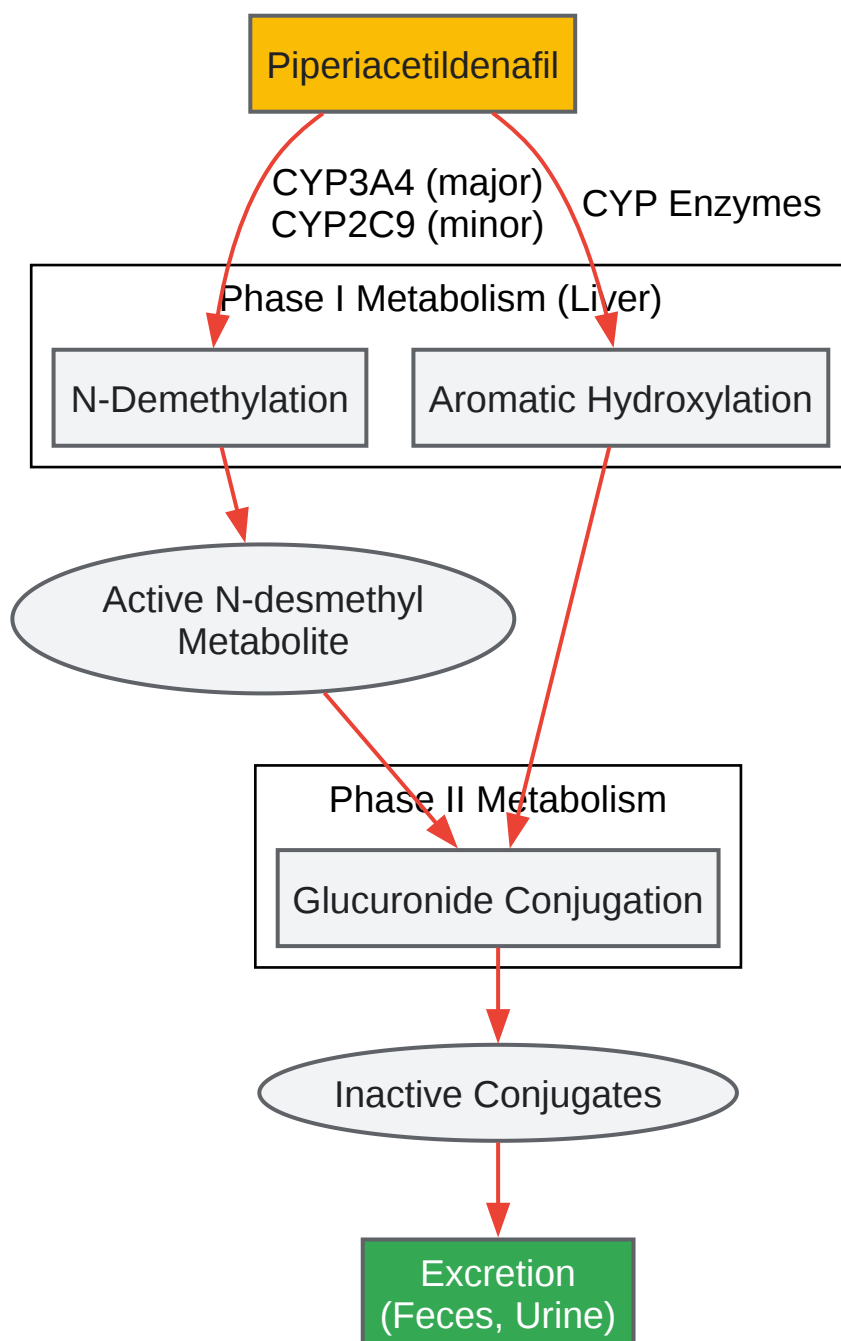 Piperiacetildenafil
CYP3A4 (major)
CYP2C9 (minor)
CYP Enzymes
Phase I Metabolism (Liver)
N-Demethylation
Aromatic Hydroxylation
Active N-desmethyl
Metabolite
Phase II Metabolism
Glucuronide Conjugation
Inactive Conjugates
Excretion
(Feces, Urine)